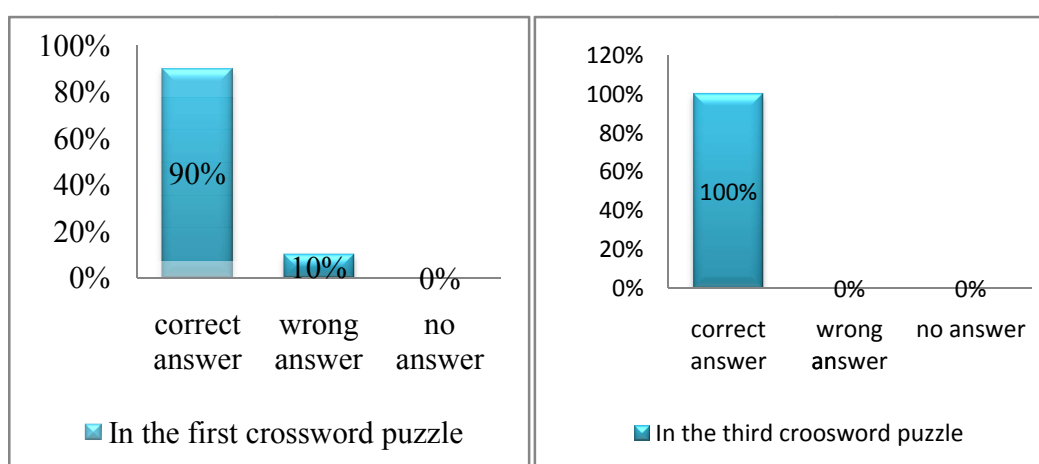 100%
80%
60%
40%
20%
0%
90%
10%
0%
correct answer
wrong answer
no answer
In the first crossword puzzle
120%
100%
80%
60%
40%
20%
0%
100%
0%
0%
correct answer
wrong answer
no answer
In the third croosword puzzle